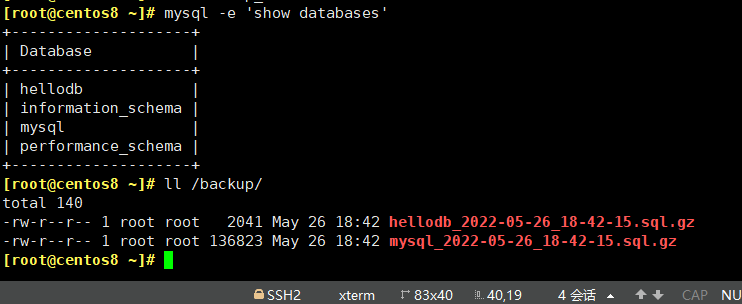 [root@centos8 ~]# mysql -e 'show databases'
+--------------------+
| Database           |
+--------------------+
| hellodb            |
| information_schema |
| mysql              |
| performance_schema |
+--------------------+
[root@centos8 ~]# ll /backup/
total 140
-rw-r--r-- 1 root root   2041 May 26 18:42 hellodb_2022-05-26_18-42-15.sql.gz
-rw-r--r-- 1 root root 136823 May 26 18:42 mysql_2022-05-26_18-42-15.sql.gz
[root@centos8 ~]#
SSH2 xterm 83x40 40,19 4 会话 CAP NU